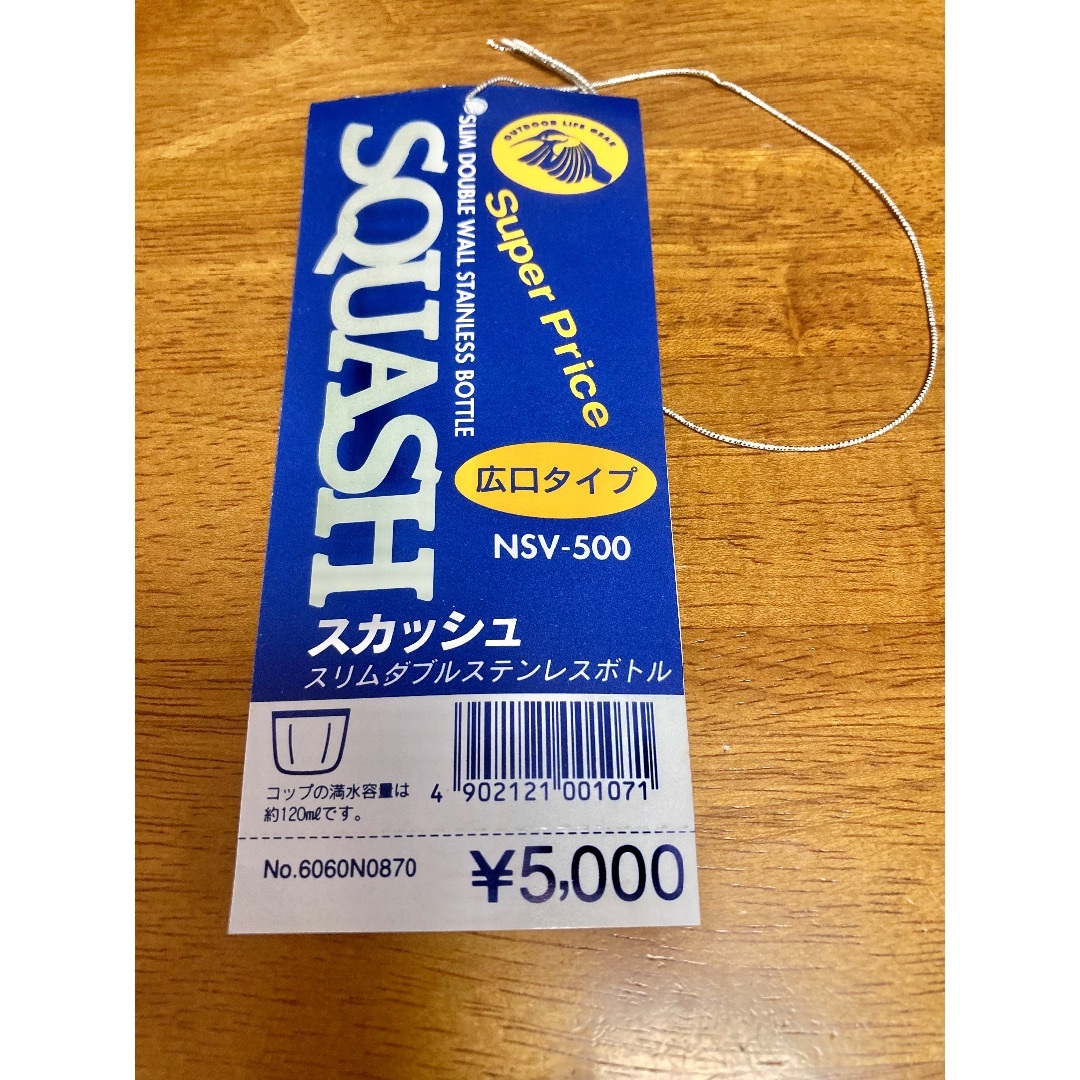 OUTDOOR LIFE GEAR
SQUASH
SLIM DOUBLE WALL STAINLESS BOTTLE
Super Price
広口タイプ
NSV-500
スカッシュ
スリムダブルステンレスボトル
コップの満水容量は
約120mlです。
4 902121 001071
No.6060N0870
¥5,000